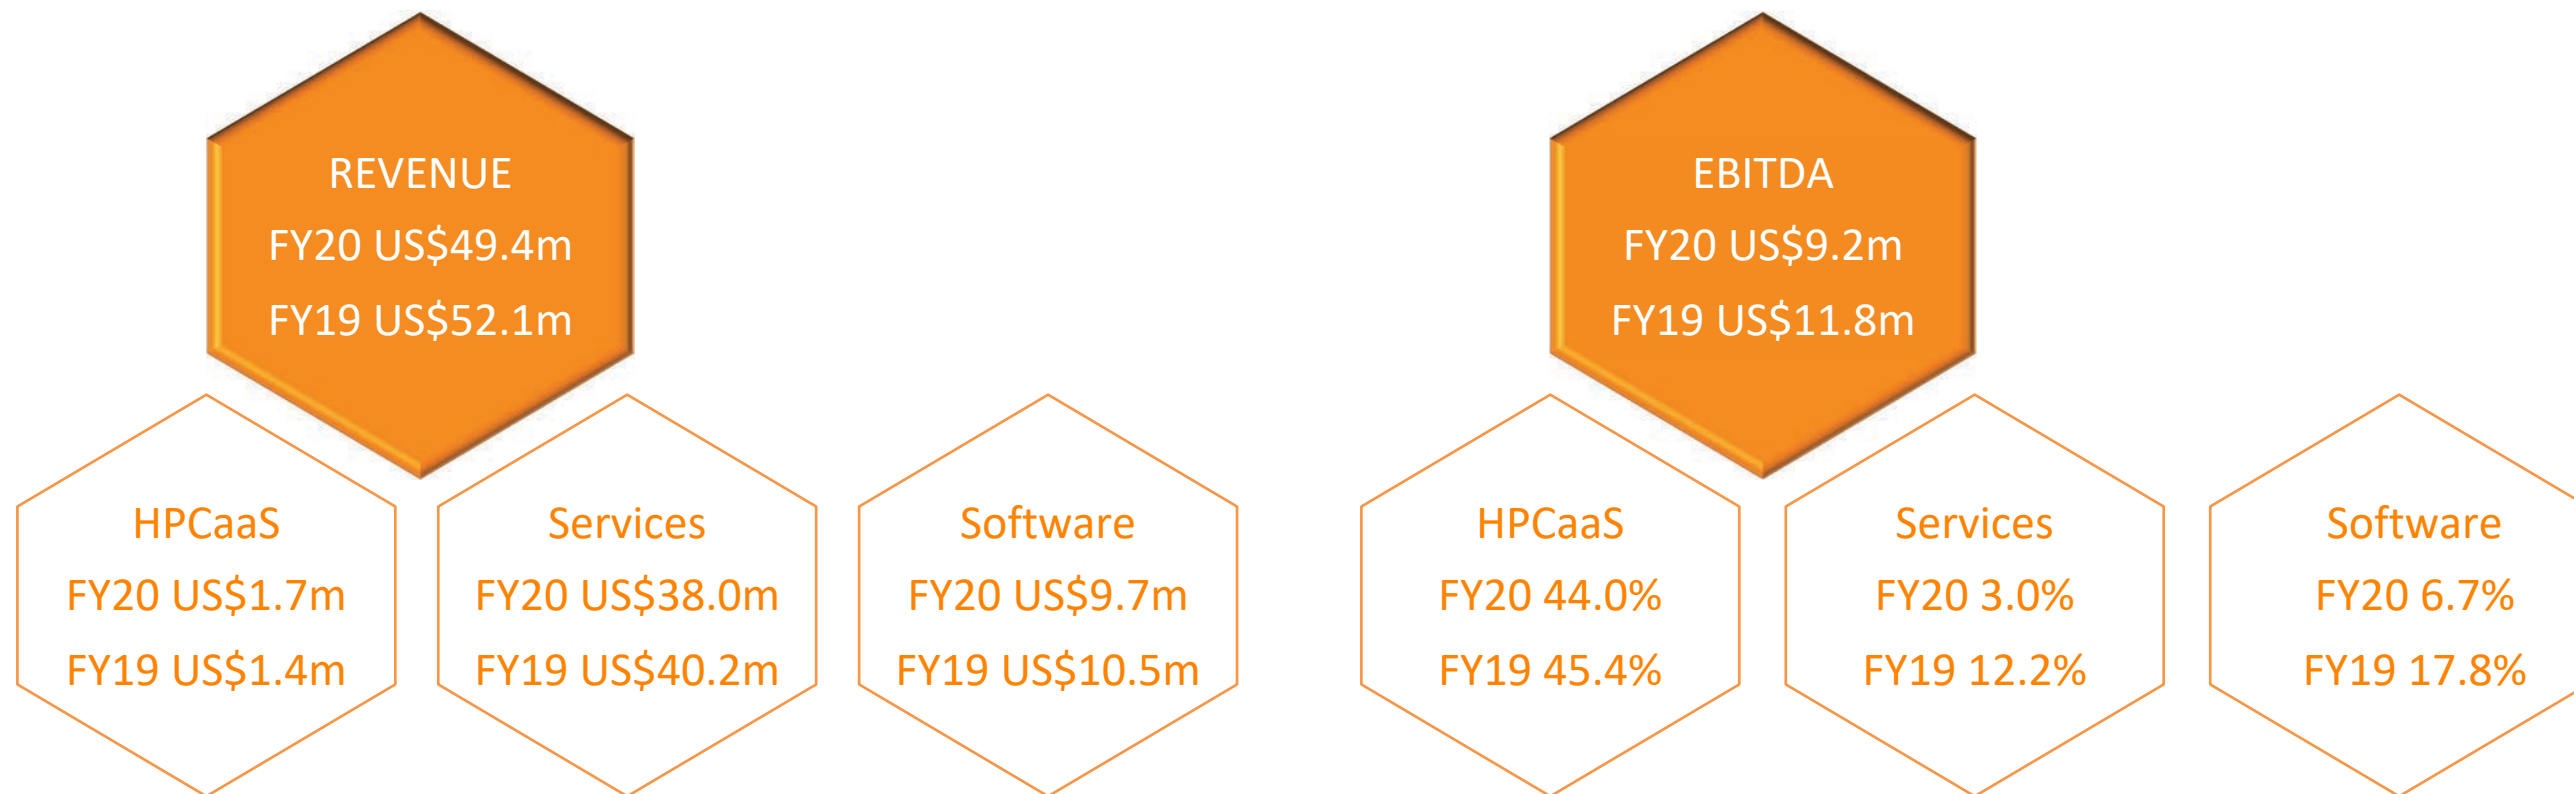 REVENUE
FY20 US$49.4m
FY19 US$52.1m
HPCaaS
FY20 US$1.7m
FY19 US$1.4m
Services
FY20 US$38.0m
FY19 US$40.2m
Software
FY20 US$9.7m
FY19 US$10.5m
EBITDA
FY20 US$9.2m
FY19 US$11.8m
HPCaaS
FY20 44.0%
FY19 45.4%
Services
FY20 3.0%
FY19 12.2%
Software
FY20 6.7%
FY19 17.8%